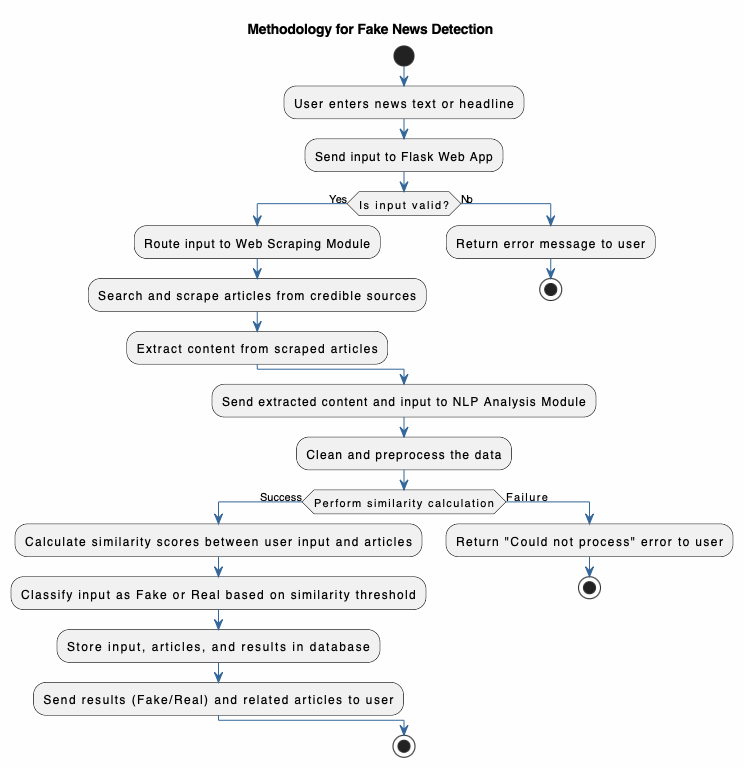 Methodology for Fake News Detection
User enters news text or headline
Send input to Flask Web App
Yes
Is input valid?
No
Route input to Web Scraping Module
Return error message to user
Search and scrape articles from credible sources
Extract content from scraped articles
Send extracted content and input to NLP Analysis Module
Clean and preprocess the data
Success
Perform similarity calculation
Failure
Calculate similarity scores between user input and articles
Return "Could not process" error to user
Classify input as Fake or Real based on similarity threshold
Store input, articles, and results in database
Send results (Fake/Real) and related articles to user